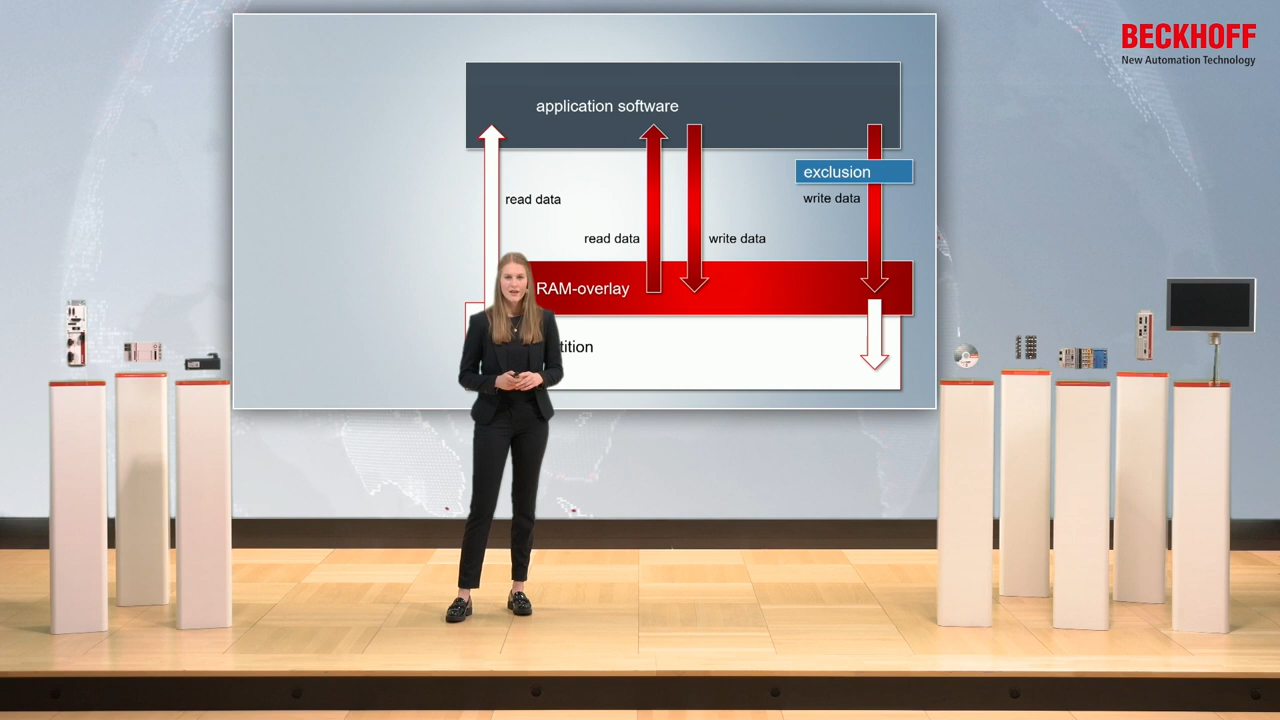 BECKHOFF
New Automation Technology
application software
exclusion
read data
write data
read data
write data
RAM-overlay
tition